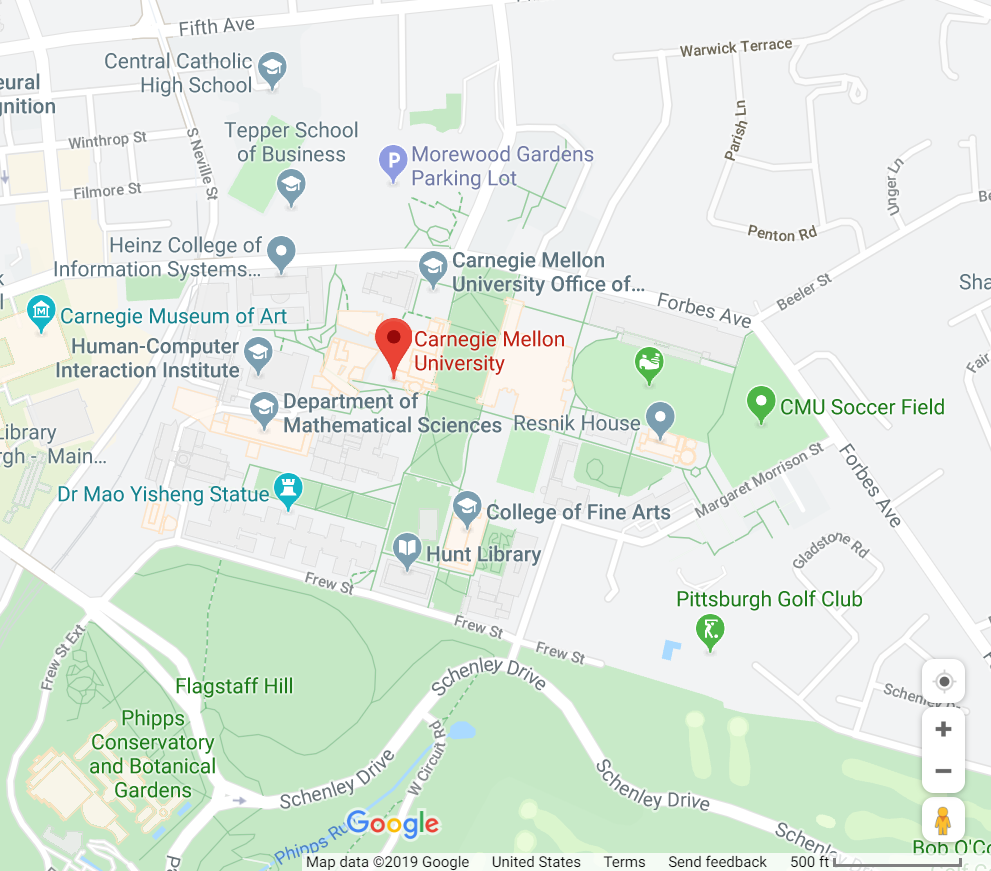 Fifth Ave
Central Catholic
High School
eural
gnition
Warwick Terrace
Winthrop St
S Neville St
Tepper School
of Business
Parish Ln
Morewood Gardens
Parking Lot
P
Filmore St
Unger Ln
Be
Penton Rd
Heinz College of
Information Systems...
Carnegie Mellon
University Office of...
Beeler St
Sha
Forbes Ave
Carnegie Museum of Art
M
Human-Computer
Interaction Institute
Carnegie Mellon
University
Fair
Department of
Mathematical Sciences
Resnik House
CMU Soccer Field
Library
rgh - Main...
Margaret Morrison St
Forbes Ave
Dr Mao Yisheng Statue
College of Fine Arts
Hunt Library
Gladstone Rd
Frew St
Pittsburgh Golf Club
Frew St
Frew St
Frew St Ext
Schenley Drive
Flagstaff Hill
Phipps
Conservatory
and Botanical
Gardens
W Circuit Rd
Schenley Drive
Schenley Drive
Phipps Ru
Google
Bob O'Co
Map data ©2019 Google United States Terms Send feedback 500 ft